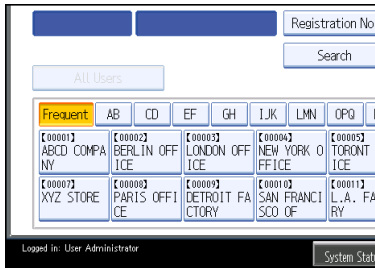 Registration No
Search
All Users
Frequent AB CD EF GH IJK LMN OPQ
【00001】 【00002】 【00003】 【00004】 【00005】
ABCD COMPA BERLIN OFF LONDON OFF NEW YORK O TORONT
NY ICE ICE FFICE ICE
【00007】 【00008】 【00009】 【00010】 【00011】
XYZ STORE PARIS OFFI DETROIT FA SAN FRANCI L.A. FA
CE CTORY SCO OF RY
Logged in: User Administrator
System Stat